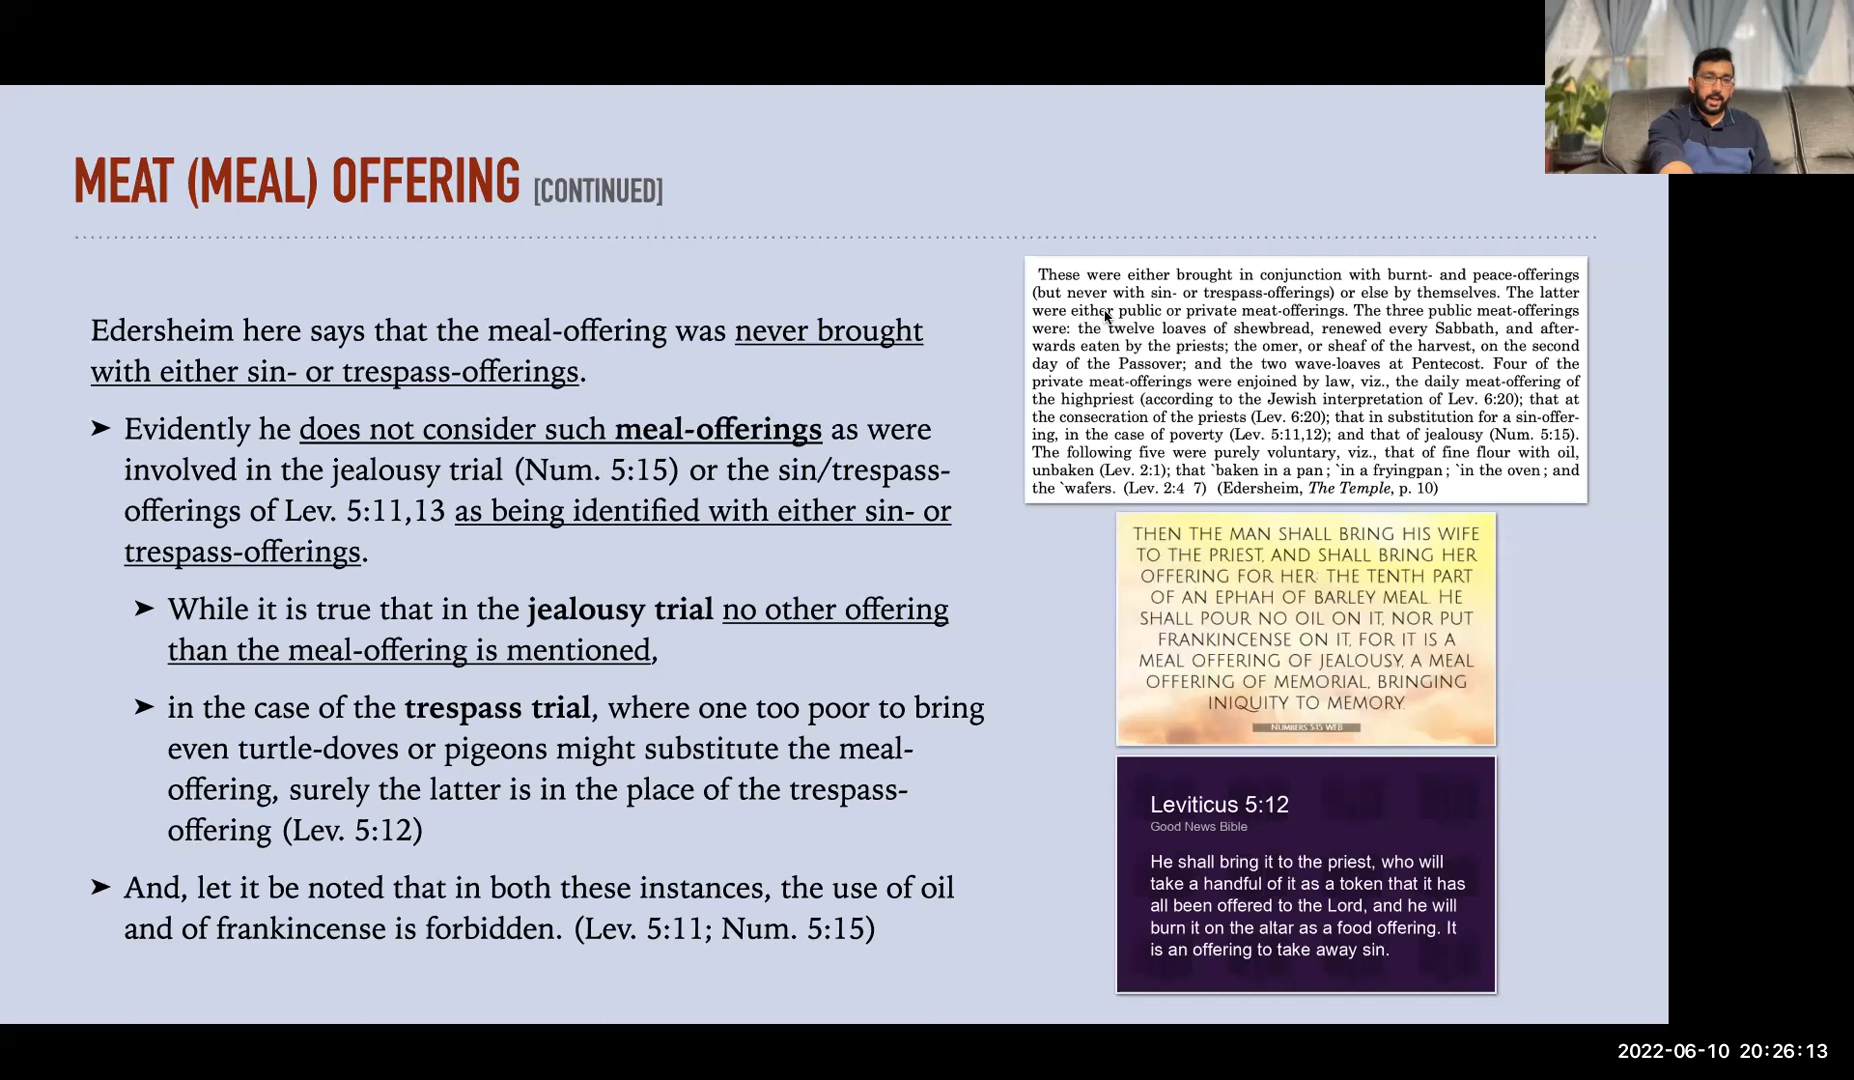 MEAT (MEAL) OFFERING [CONTINUED]
Edersheim here says that the meal-offering was never brought
with either sin- or trespass-offerings.
➤ Evidently he does not consider such meal-offerings as were
involved in the jealousy trial (Num. 5:15) or the sin/trespass-
offerings of Lev. 5:11,13 as being identified with either sin- or
trespass-offerings.
➤ While it is true that in the jealousy trial no other offering
than the meal-offering is mentioned,
➤ in the case of the trespass trial, where one too poor to bring
even turtle-doves or pigeons might substitute the meal-
offering, surely the latter is in the place of the trespass-
offering (Lev. 5:12)
➤ And, let it be noted that in both these instances, the use of oil
and of frankincense is forbidden. (Lev. 5:11; Num. 5:15)
These were either brought in conjunction with burnt- and peace-offerings
(but never with sin- or trespass-offerings) or else by themselves. The latter
were either public or private meat-offerings. The three public meat-offerings
were: the twelve loaves of shewbread, renewed every Sabbath, and after-
wards eaten by the priests; the omer, or sheaf of the harvest, on the second
day of the Passover; and the two wave-loaves at Pentecost. Four of the
private meat-offerings were enjoined by law, viz., the daily meat-offering of
the highpriest (according to the Jewish interpretation of Lev. 6:20); that at
the consecration of the priests (Lev. 6:20); that in substitution for a sin-offer-
ing, in the case of poverty (Lev. 5:11,12); and that of jealousy (Num. 5:15).
The following five were purely voluntary, viz., that of fine flour with oil,
unbaken (Lev. 2:1); that `baken in a pan; `in a fryingpan; `in the oven; and
the `wafers. (Lev. 2:4 7) (Edersheim, The Temple, p. 10)
THEN THE MAN SHALL BRING HIS WIFE
TO THE PRIEST, AND SHALL BRING HER
OFFERING FOR HER: THE TENTH PART
OF AN EPHAH OF BARLEY MEAL. HE
SHALL POUR NO OIL ON IT, NOR PUT
FRANKINCENSE ON IT, FOR IT IS A
MEAL OFFERING OF JEALOUSY, A MEAL
OFFERING OF MEMORIAL, BRINGING
INIQUITY TO MEMORY.
NUMBERS 5:15 WEB
Leviticus 5:12
Good News Bible
He shall bring it to the priest, who will
take a handful of it as a token that it has
all been offered to the Lord, and he will
burn it on the altar as a food offering. It
is an offering to take away sin.
2022-06-10 20:26:13